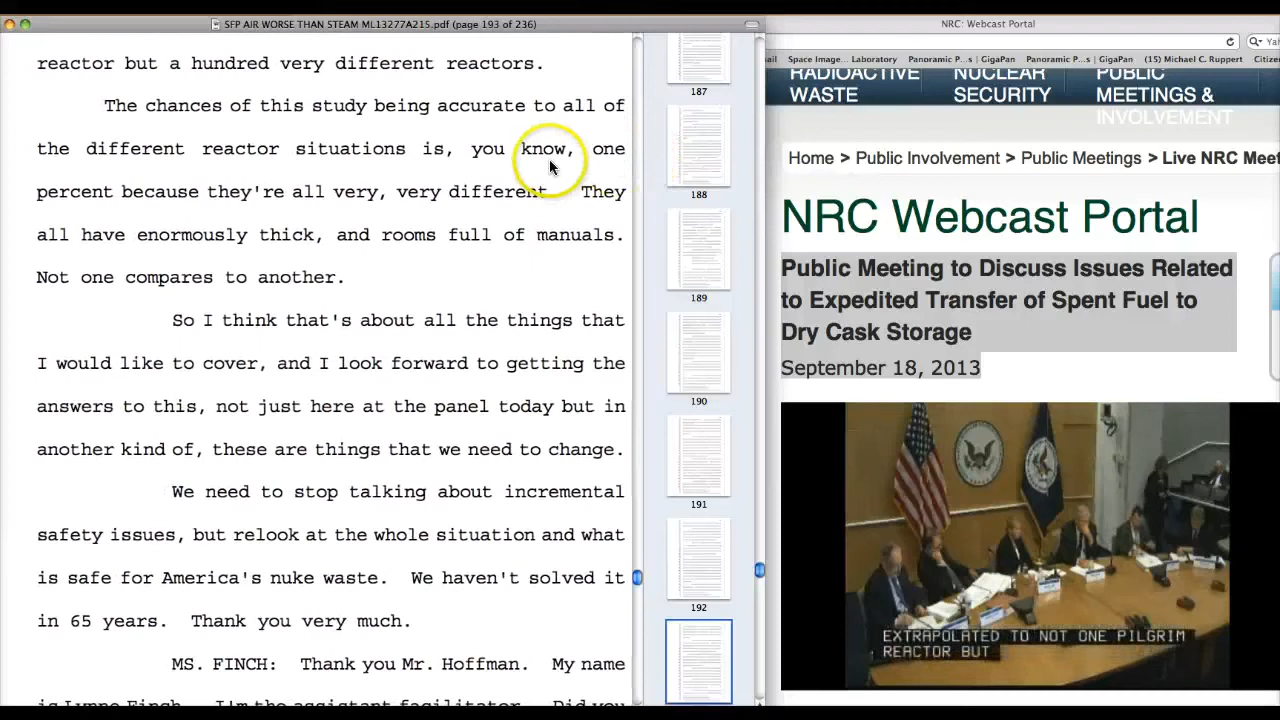 SFP AIR WORSE THAN STEAM ML13277A215.pdf (page 193 of 236)
reactor but a hundred very different reactors.
The chances of this study being accurate to all of
the different reactor situations is, you know, one
percent because they're all very, very different. They
all have enormously thick, and rooms full of manuals.
Not one compares to another.
So I think that's about all the things that
I would like to cover, and I look forward to getting the
answers to this, not just here at the panel today but in
another kind of, these are things that we need to change.
We need to stop talking about incremental
safety issues, but relook at the whole situation and what
is safe for America's nuke waste. We haven't solved it
in 65 years. Thank you very much.
MS. FINCH: Thank you Mr. Hoffman. My name
assistant facilitator. Did you
187
188
189
190
191
192
NRC: Webcast Portal
Space Imag... Laboratory Panoramic P...s | GigaPan Panoramic P...s | GigaPan (15) Michael C. Ruppert Citize
RADIOACTIVE NUCLEAR PUBLIC
WASTE SECURITY MEETINGS &
INVOLVEMENT
Home > Public Involvement > Public Meetings > Live NRC Mee
NRC Webcast Portal
Public Meeting to Discuss Issues Related
to Expedited Transfer of Spent Fuel to
Dry Cask Storage
September 18, 2013
EXTRAPOLATED TO NOT ONE PRIM
REACTOR BUT